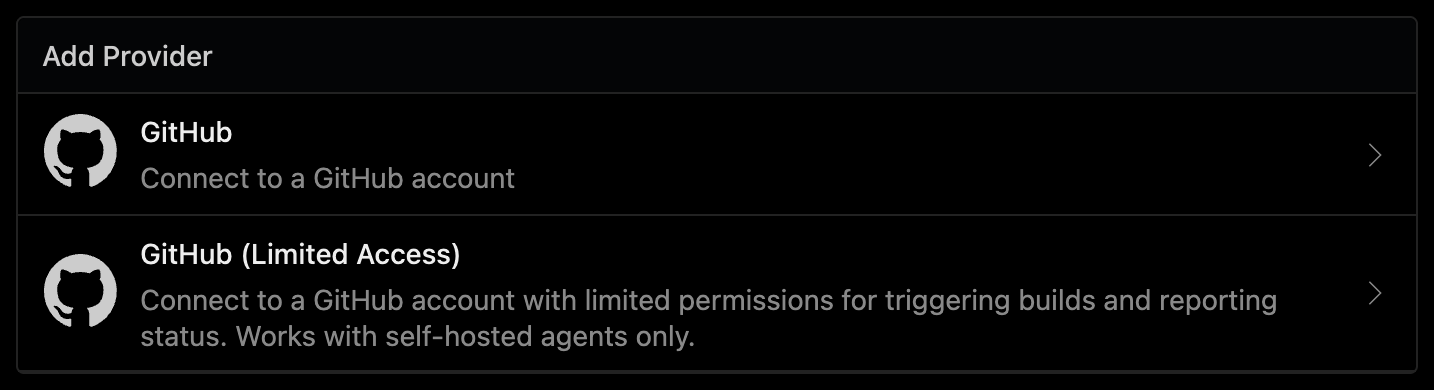 Add Provider
GitHub
Connect to a GitHub account
GitHub (Limited Access)
Connect to a GitHub account with limited permissions for triggering builds and reporting
status. Works with self-hosted agents only.